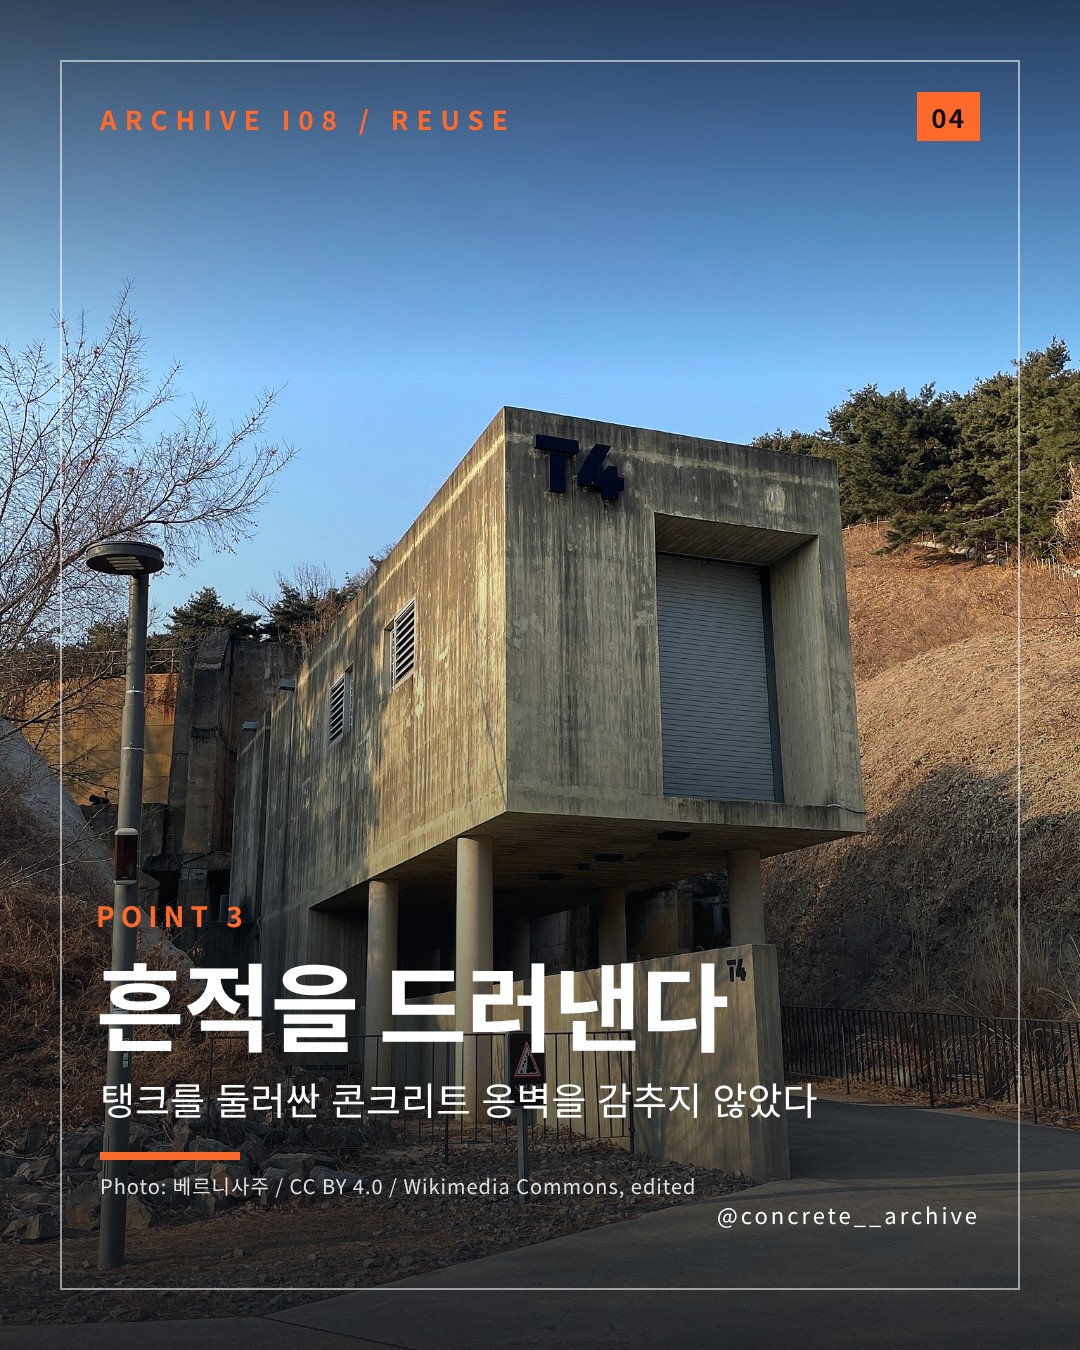 ARCHIVE I08 / REUSE
04
T4
POINT 3
T4
흔적을 드러낸다
탱크를 둘러싼 콘크리트 옹벽을 감추지 않았다
Photo: 베르니사주 / CC BY 4.0 / Wikimedia Commons, edited
@concrete__archive